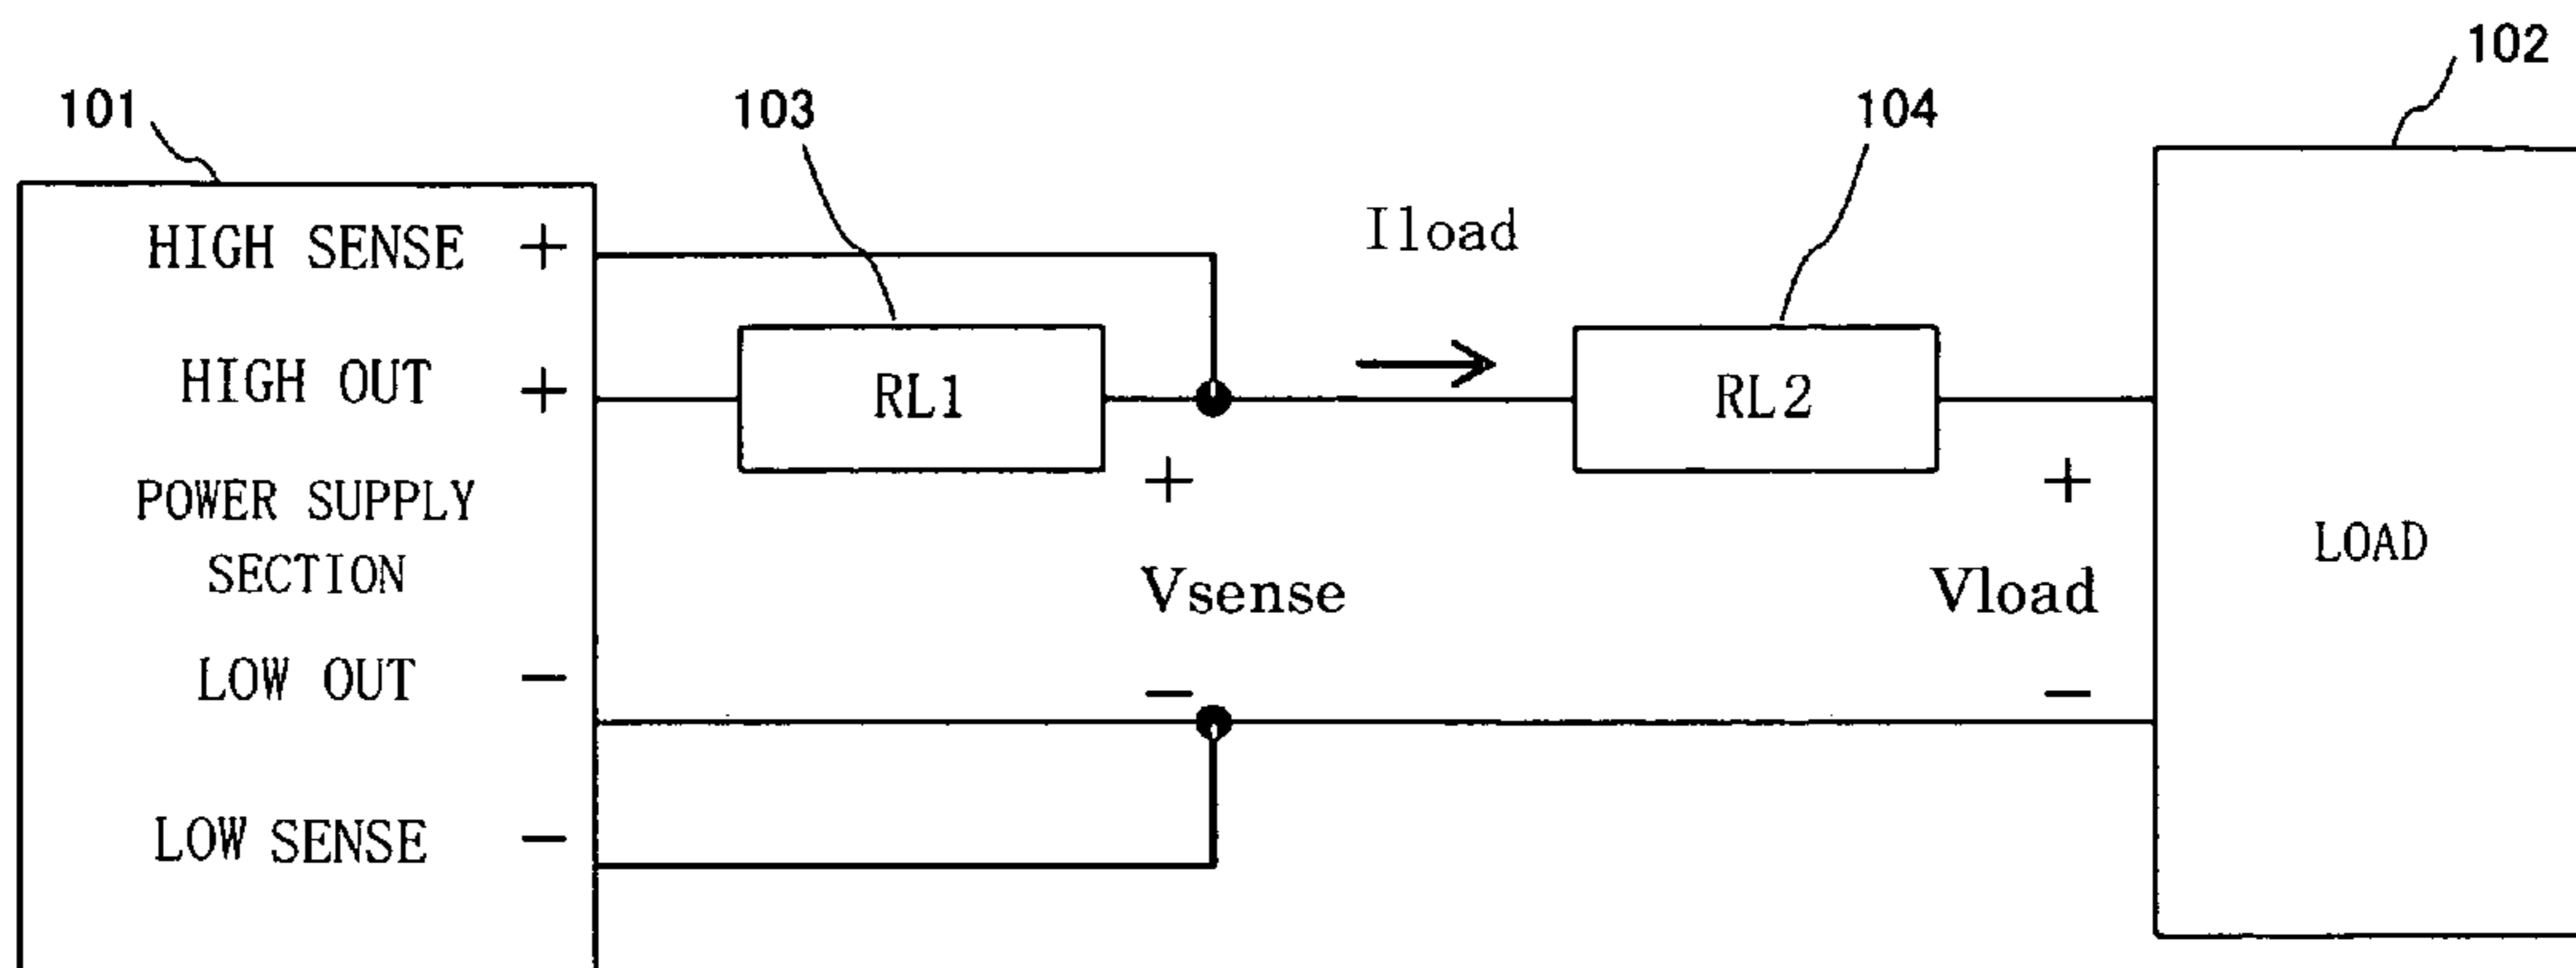 102
101
103
104
HIGH SENSE +
Iload
HIGH OUT +
RL1
RL2
+
+
POWER SUPPLY
SECTION
LOAD
Vsense
Vload
LOW OUT −
−
−
LOW SENSE −